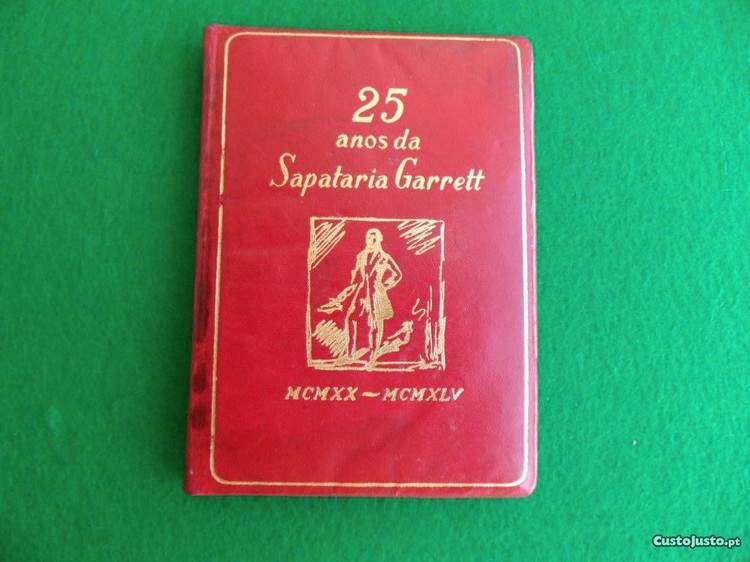 25
anos da
Sapataria Garrett
MCMXX — MCMXLV
CustoJusto.pt